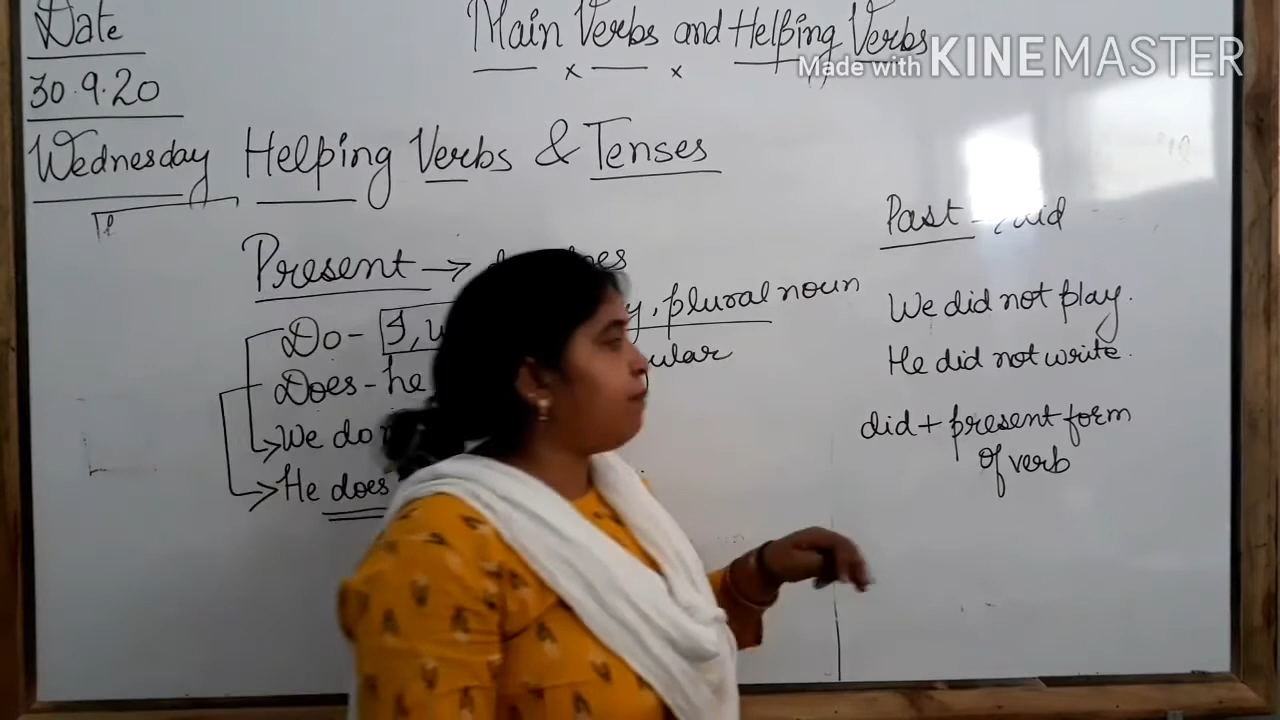 Date
30.9.20
Wednesday
Main Verbs and Helping Verbs
Made with KINEMASTER
Helping Verbs & Tenses
Present →
Do - I,
plural noun
Does - he
We do
He does
Past - did
We did not play.
He did not write.
did + present form
of verb